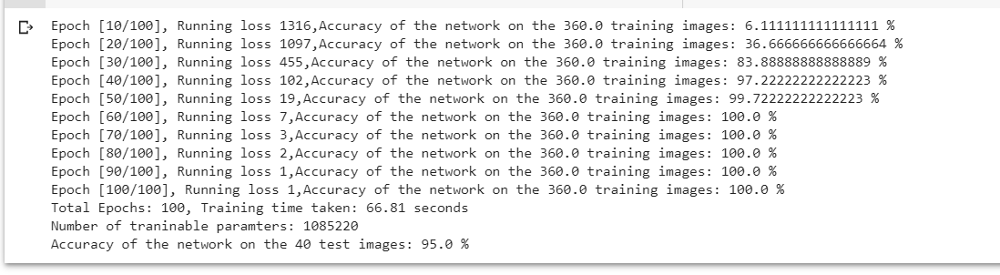 Epoch [10/100], Running loss 1316,Accuracy of the network on the 360.0 training images: 6.111111111111111 %
Epoch [20/100], Running loss 1097,Accuracy of the network on the 360.0 training images: 36.666666666666664 %
Epoch [30/100], Running loss 455,Accuracy of the network on the 360.0 training images: 83.88888888888889 %
Epoch [40/100], Running loss 102,Accuracy of the network on the 360.0 training images: 97.22222222222223 %
Epoch [50/100], Running loss 19,Accuracy of the network on the 360.0 training images: 99.72222222222223 %
Epoch [60/100], Running loss 7,Accuracy of the network on the 360.0 training images: 100.0 %
Epoch [70/100], Running loss 3,Accuracy of the network on the 360.0 training images: 100.0 %
Epoch [80/100], Running loss 2,Accuracy of the network on the 360.0 training images: 100.0 %
Epoch [90/100], Running loss 1,Accuracy of the network on the 360.0 training images: 100.0 %
Epoch [100/100], Running loss 1,Accuracy of the network on the 360.0 training images: 100.0 %
Total Epochs: 100, Training time taken: 66.81 seconds
Number of traninable paramters: 1085220
Accuracy of the network on the 40 test images: 95.0 %